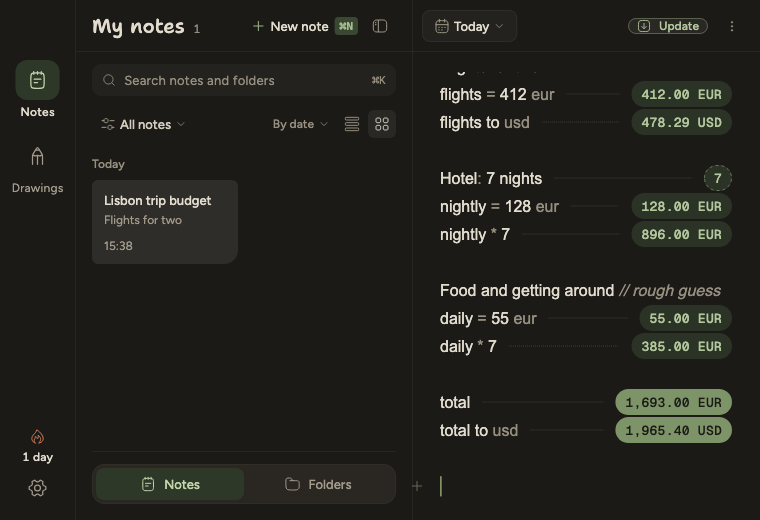 My notes 1
+ New note ⌘N
Search notes and folders ⌘K
All notes
By date
Today
Lisbon trip budget
Flights for two
15:38
Notes
Drawings
1 day
Notes
Folders
Today
Update
flights = 412 eur 412.00 EUR
flights to usd 478.29 USD
Hotel: 7 nights 7
nightly = 128 eur 128.00 EUR
nightly * 7 896.00 EUR
Food and getting around // rough guess
daily = 55 eur 55.00 EUR
daily * 7 385.00 EUR
total 1,693.00 EUR
total to usd 1,965.40 USD